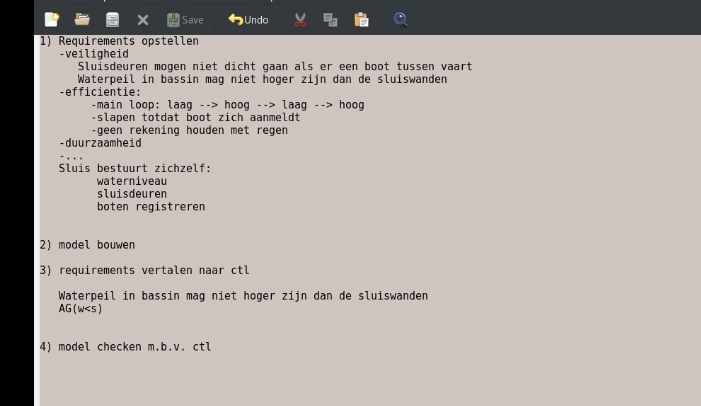 Save
Undo
1) Requirements opstellen
-veiligheid
Sluisdeuren mogen niet dicht gaan als er een boot tussen vaart
Waterpeil in bassin mag niet hoger zijn dan de sluiswanden
-efficientie:
-main loop: laag --> hoog --> laag --> hoog
-slapen totdat boot zich aanmeldt
-geen rekening houden met regen
-duurzaamheid
-...
Sluis bestuurt zichzelf:
waterniveau
sluisdeuren
boten registreren
2) model bouwen
3) requirements vertalen naar ctl
Waterpeil in bassin mag niet hoger zijn dan de sluiswanden
AG(w<s)
4) model checken m.b.v. ctl